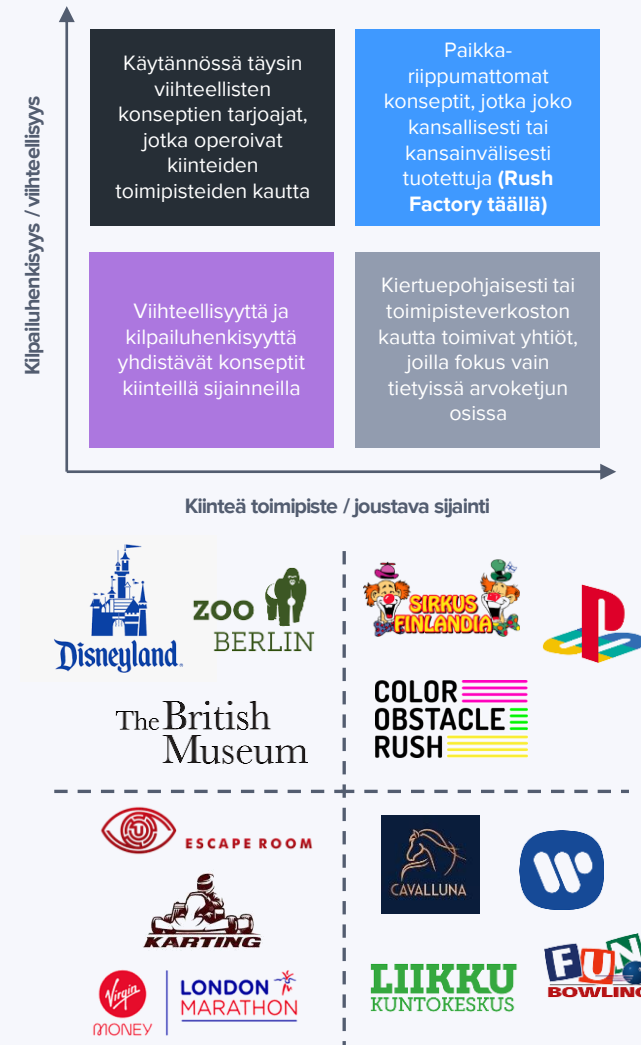 Kilpailuhenkisyys / viihteellisyys
Käytännössä täysin
viihteellisten
konseptien tarjoajat,
jotka operoivat
kiinteiden
toimipisteiden kautta
Paikka-
riippumattomat
konseptit, jotka joko
kansallisesti tai
kansainvälisesti
tuotettuja (Rush
Factory täällä)
Viihteellisyyttä ja
kilpailuhenkisyyttä
yhdistävät konseptit
kiinteillä sijainneilla
Kiertuepohjaisesti tai
toimipisteverkoston
kautta toimivat yhtiöt,
joilla fokus vain
tietyissä arvoketjun
osissa
Kiinteä toimipiste / joustava sijainti
Disneyland
ZOO
BERLIN
The British
Museum
SIRKUS
FINLANDIA
COLOR
OBSTACLE
RUSH
ESCAPE ROOM
KARTING
Virgin
MONEY
LONDON
MARATHON
CAVALLUNA
LIIKKU
KUNTOKESKUS
FUN
BOWLING